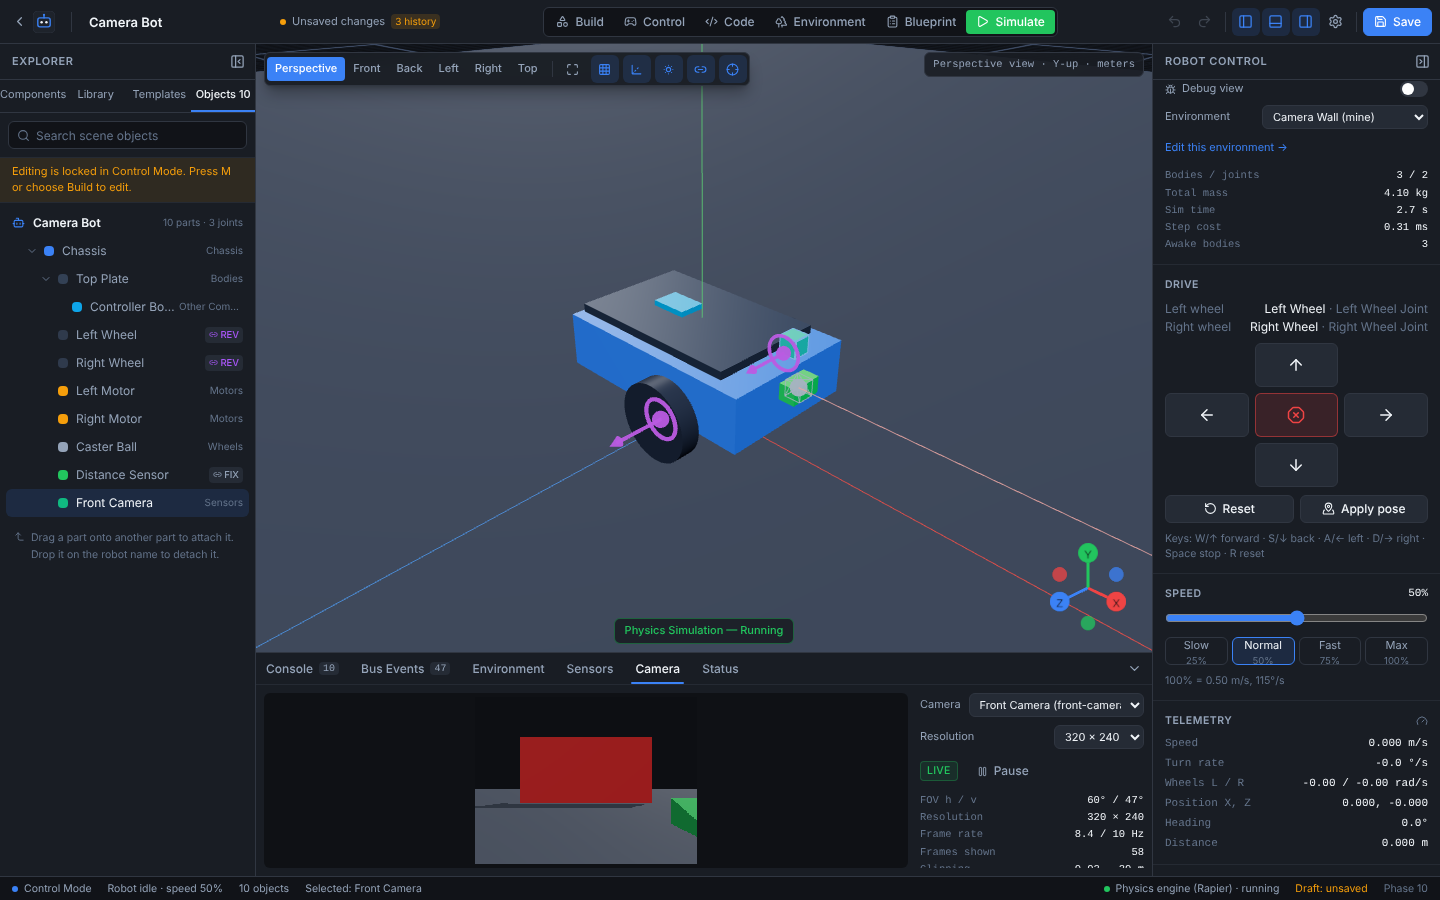 Camera Bot
Unsaved changes 3 history
Build Control Code Environment Blueprint Simulate
Save
EXPLORER
Components Library Templates Objects 10
Search scene objects
Editing is locked in Control Mode. Press M
or choose Build to edit.
Camera Bot 10 parts · 3 joints
Chassis Chassis
Top Plate Bodies
Controller Bo... Other Com...
Left Wheel REV
Right Wheel REV
Left Motor Motors
Right Motor Motors
Caster Ball Wheels
Distance Sensor FIX
Front Camera Sensors
Drag a part onto another part to attach it.
Drop it on the robot name to detach it.
Perspective Front Back Left Right Top
Perspective view · Y-up · meters
Y
Z
X
Physics Simulation — Running
Console 10 Bus Events 47 Environment Sensors Camera Status
Camera Front Camera (front-camera
Resolution 320 × 240
LIVE Pause
FOV h / v 60° / 47°
Resolution 320 × 240
Frame rate 8.4 / 10 Hz
Frames shown 58
ROBOT CONTROL
Debug view
Environment Camera Wall (mine)
Edit this environment →
Bodies / joints 3 / 2
Total mass 4.10 kg
Sim time 2.7 s
Step cost 0.31 ms
Awake bodies 3
DRIVE
Left wheel Left Wheel · Left Wheel Joint
Right wheel Right Wheel · Right Wheel Joint
Reset Apply pose
Keys: W/↑ forward · S/↓ back · A/← left · D/→ right ·
Space stop · R reset
SPEED 50%
Slow Normal Fast Max
25% 50% 75% 100%
100% = 0.50 m/s, 115°/s
TELEMETRY
Speed 0.000 m/s
Turn rate -0.0 °/s
Wheels L / R -0.00 / -0.00 rad/s
Position X, Z 0.000, -0.000
Heading 0.0°
Distance 0.000 m
Control Mode Robot idle · speed 50% 10 objects Selected: Front Camera
Physics engine (Rapier) · running Draft: unsaved Phase 10